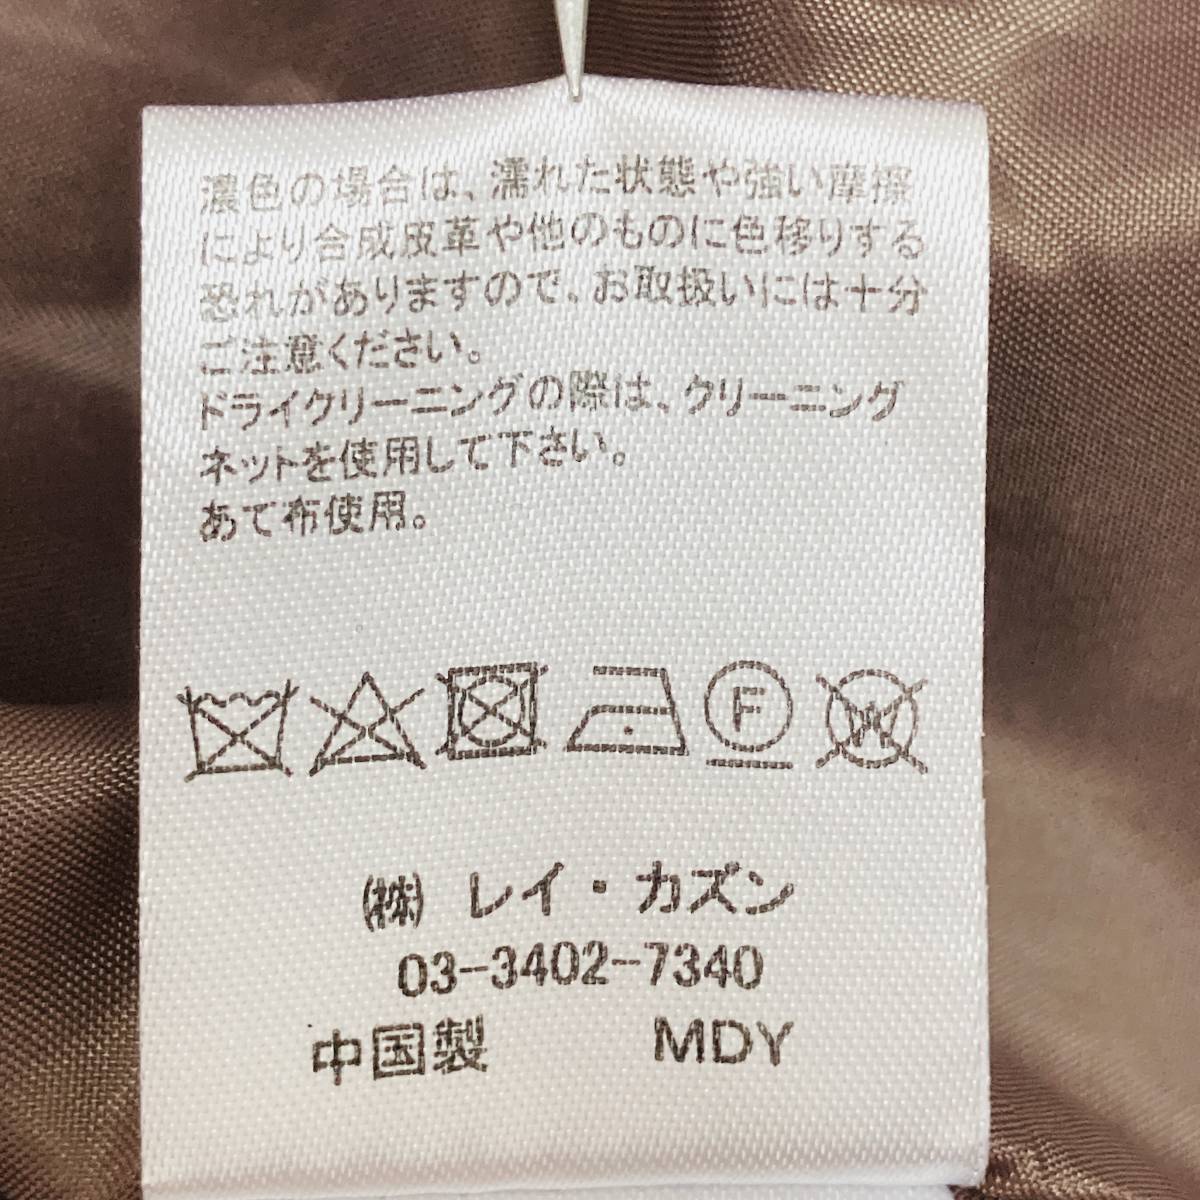 濃色の場合は、濡れた状態や強い摩擦
により合成皮革や他のものに色移りする
恐れがありますので、お取扱いには十分
ご注意ください。
ドライクリーニングの際は、クリーニング
ネットを使用して下さい。
あて布使用。
F W
㈱ レイ・カズン
03-3402-7340
中国製 MDY